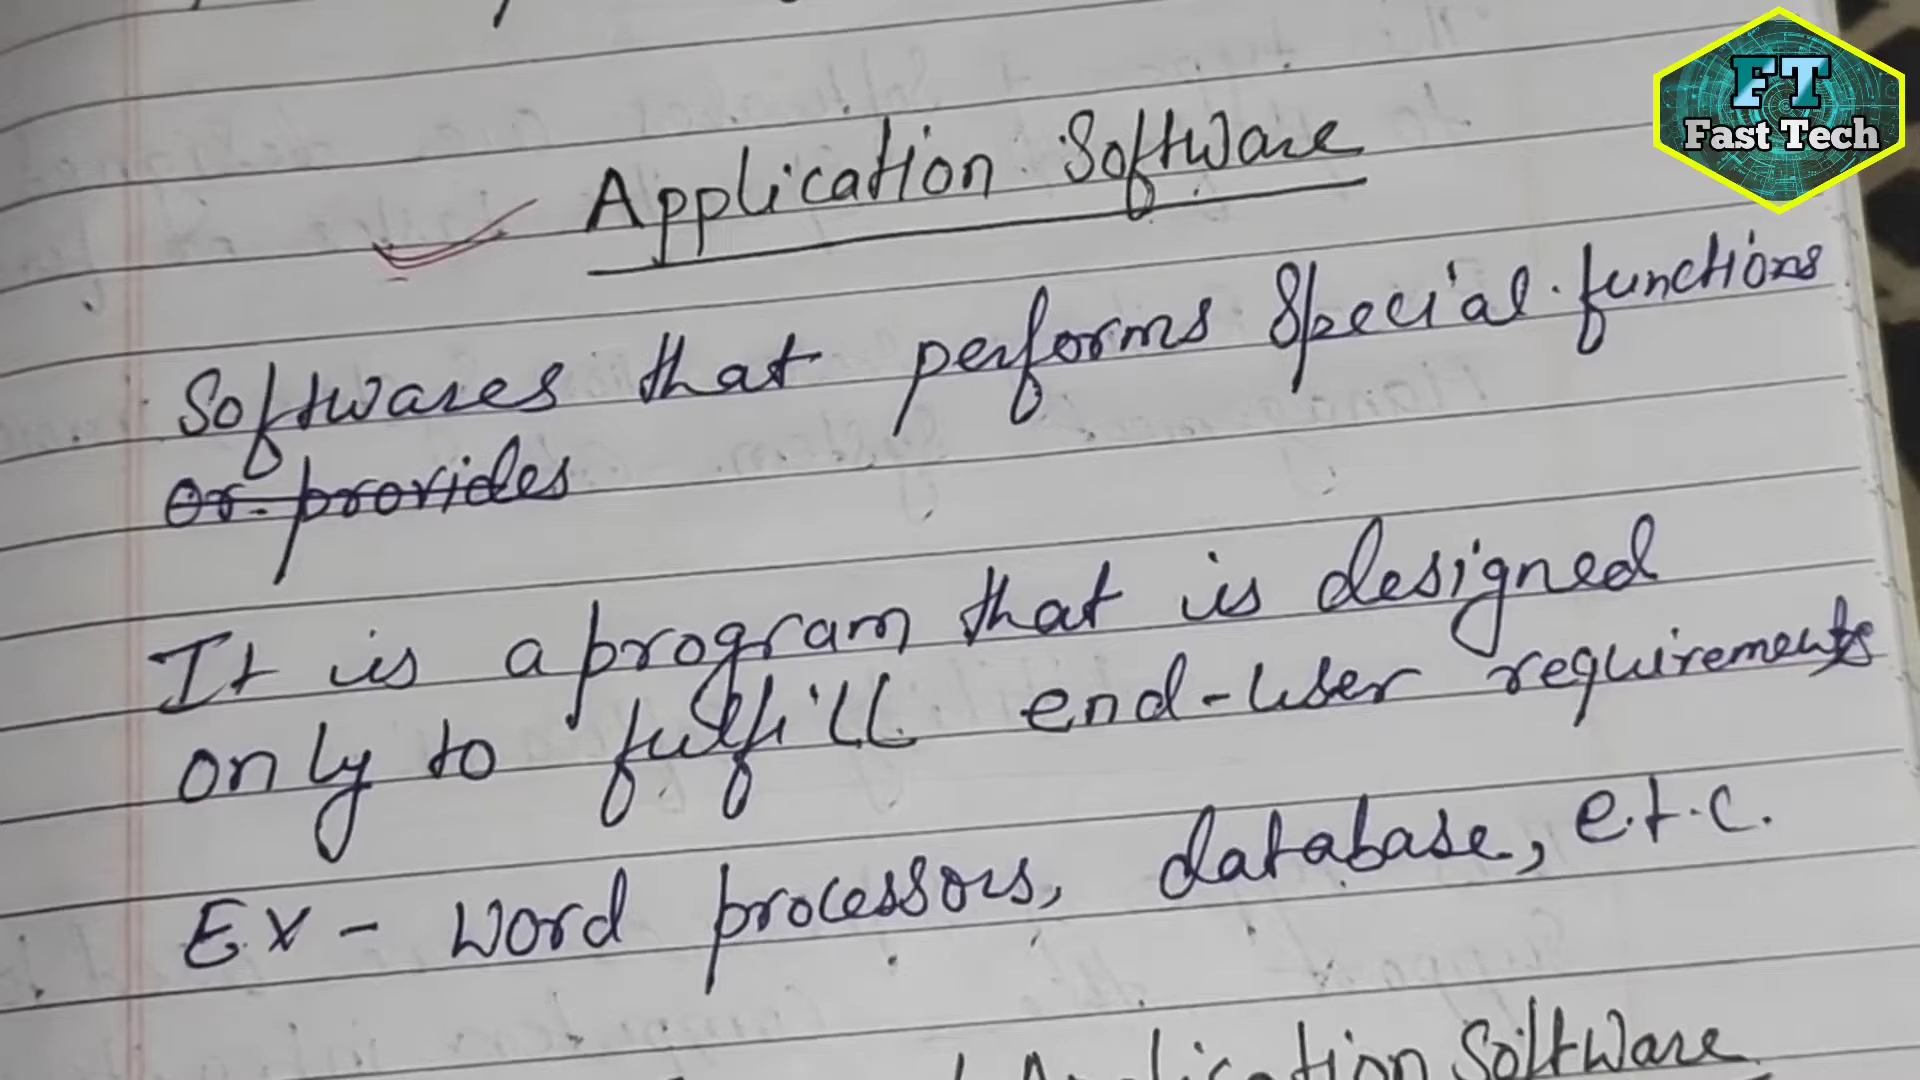 FT
Fast Tech
Application Software
Softwares that performs Special functions
or provides
It is a program that is designed
only to fulfill end-user requirements
Ex - Word processors, database, e.t.c.
Application Software